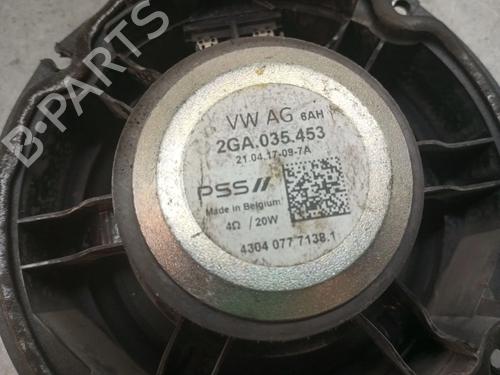 B-PARTS
VW AG 6AH
2GA.035.453
21.04.17-09-7A
PSS
Made in Belgium
4Ω / 20W
4304 077 7138.1